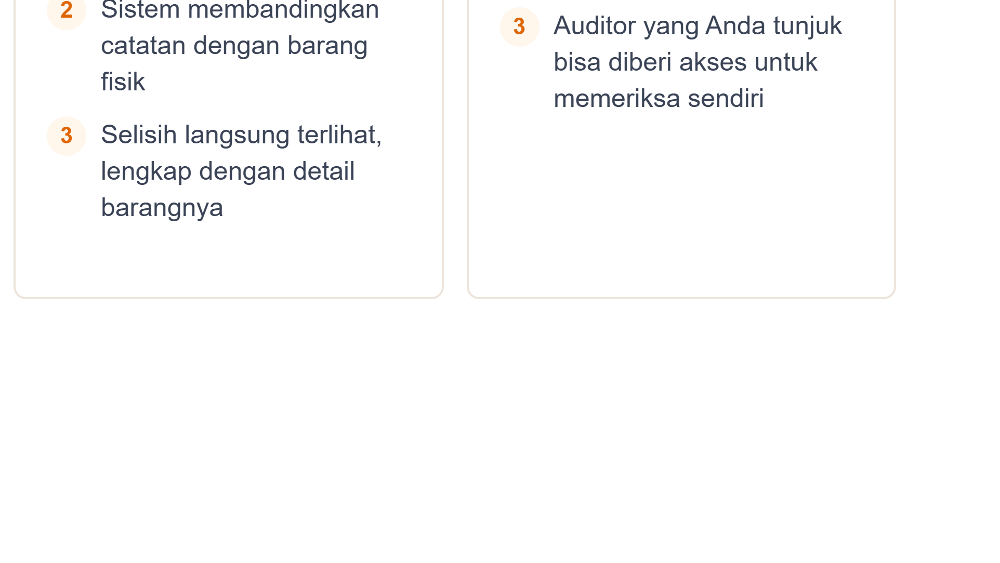 2
Sistem membandingkan
catatan dengan barang
fisik
3
Selisih langsung terlihat,
lengkap dengan detail
barangnya
3
Auditor yang Anda tunjuk
bisa diberi akses untuk
memeriksa sendiri